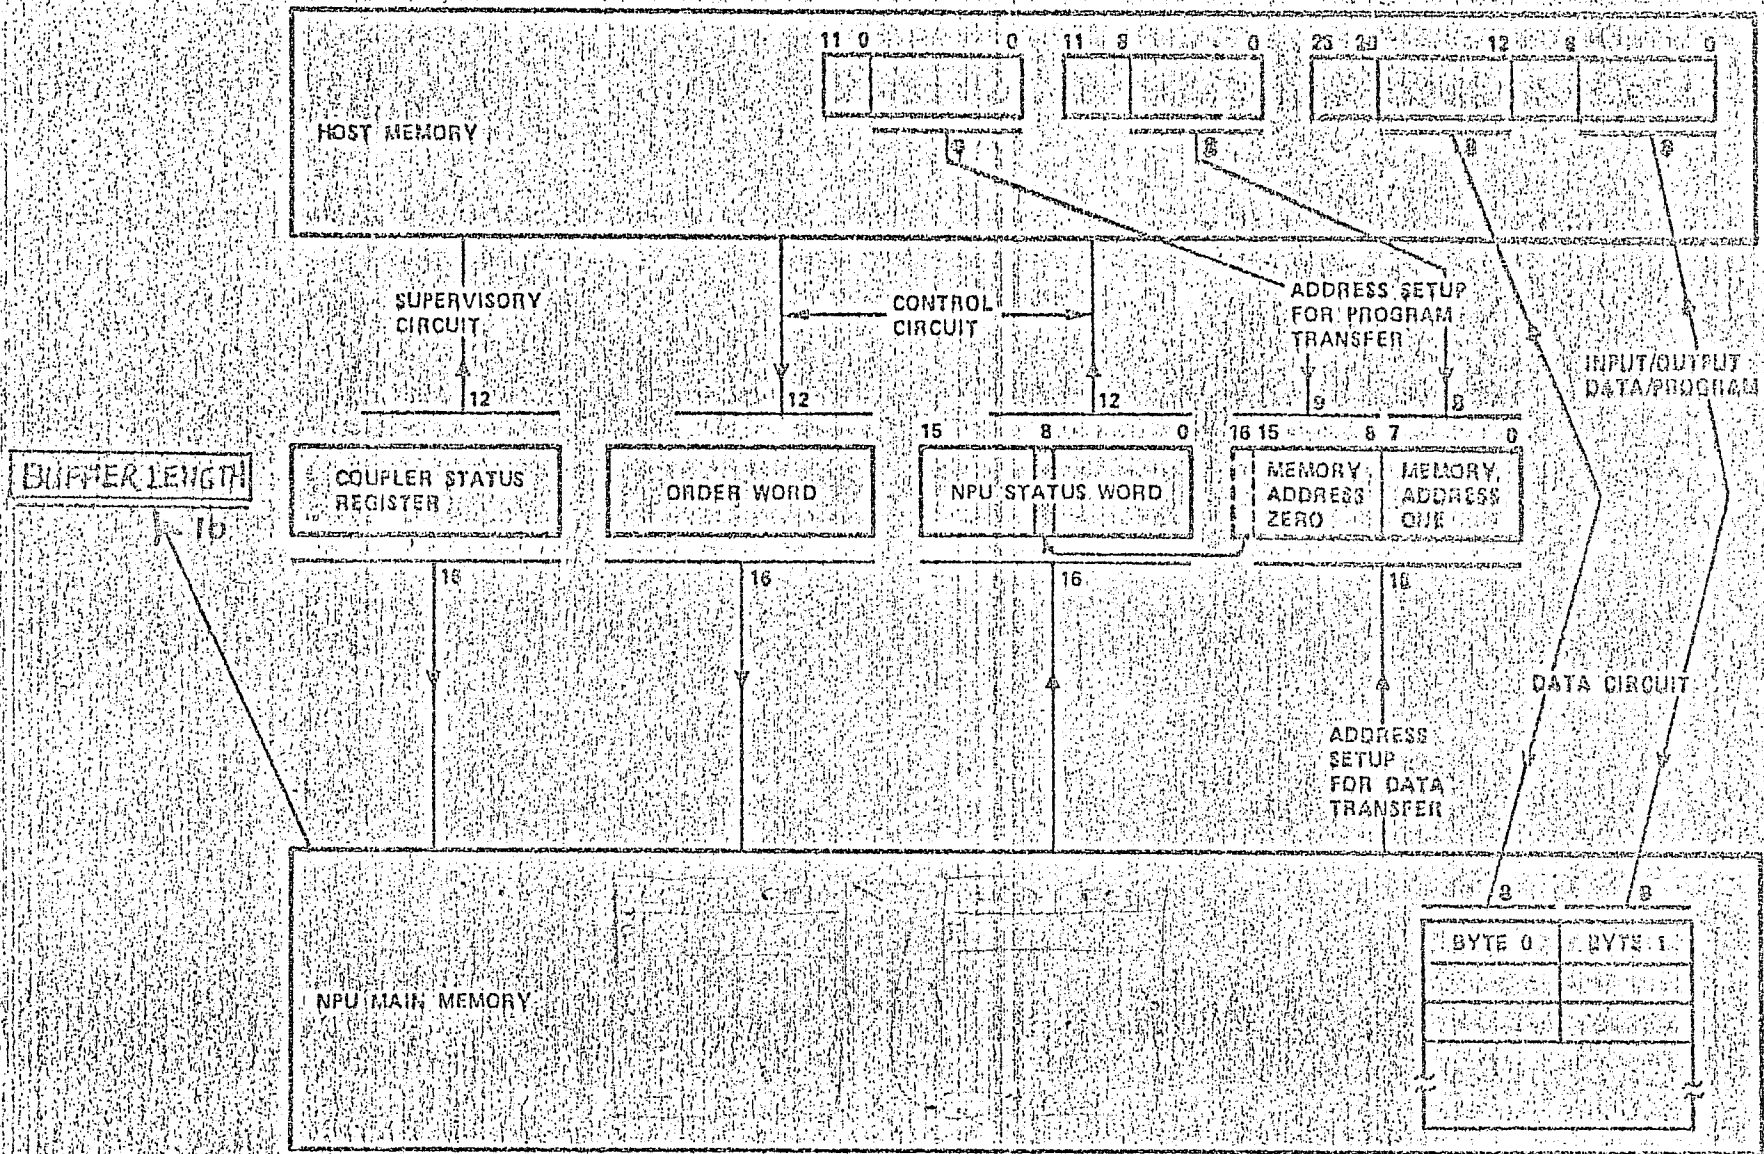 11 9 0 11 8 0 23 20 12 8 0
HOST MEMORY
9 8 8 8
SUPERVISORY
CIRCUIT
CONTROL
CIRCUIT
ADDRESS SETUP
FOR PROGRAM
TRANSFER
INPUT/OUTPUT
DATA/PROGRAM
12 12 12 9 8
15 8 0 16 15 8 7 0
BUFFER LENGTH
16
COUPLER STATUS
REGISTER
ORDER WORD
NPU STATUS WORD
MEMORY
ADDRESS
ZERO
MEMORY
ADDRESS
ONE
16 16 16 16
DATA CIRCUIT
ADDRESS
SETUP
FOR DATA
TRANSFER
8 8
BYTE 0 BYTE 1
NPU MAIN MEMORY